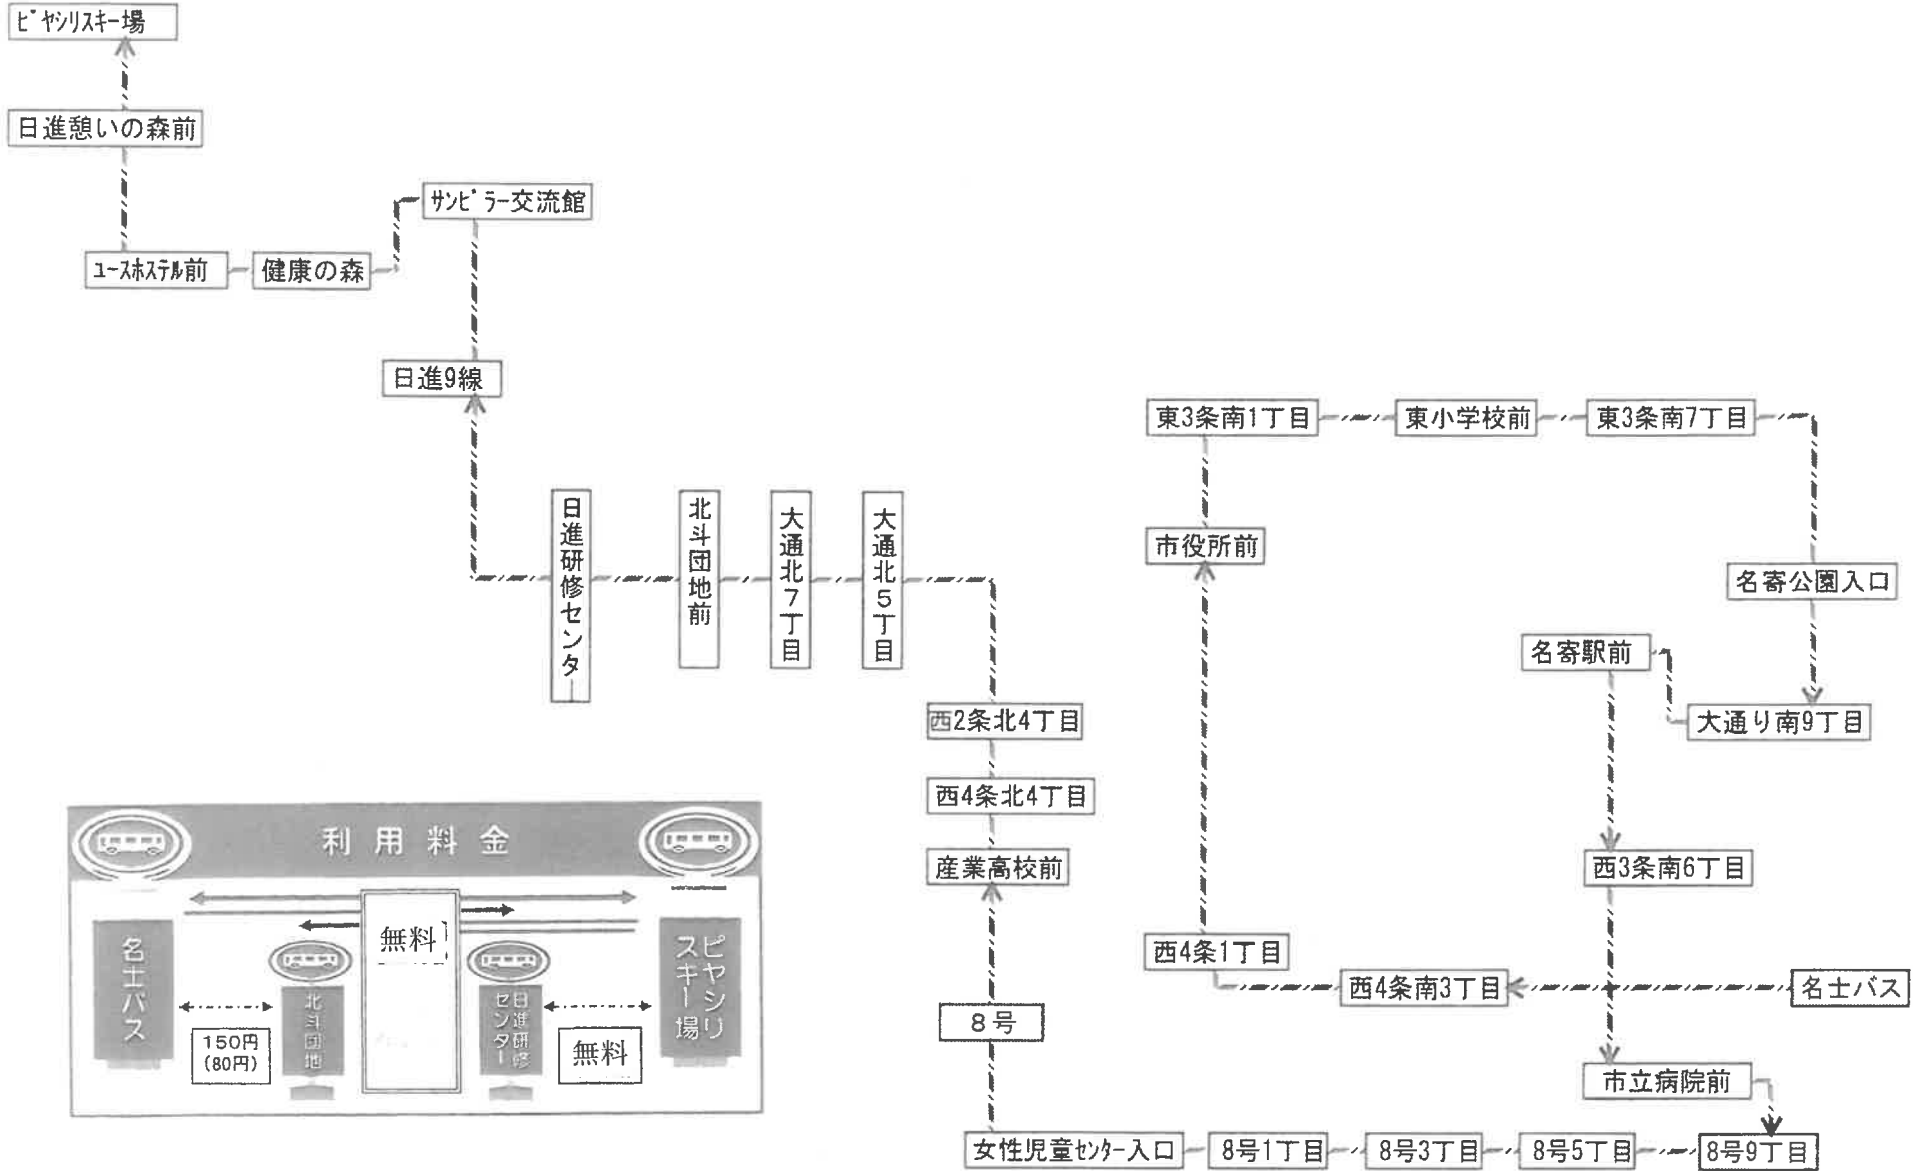 ピヤシリスキー場
日進憩いの森前
サンピラー交流館
ユースホステル前
健康の森
日進9線
東3条南1丁目
東小学校前
東3条南7丁目
日進研修センター
北斗団地前
大通北7丁目
大通北5丁目
市役所前
名寄公園入口
名寄駅前
西2条北4丁目
大通り南9丁目
西4条北4丁目
産業高校前
西3条南6丁目
西4条1丁目
西4条南3丁目
名士バス
8号
市立病院前
女性児童センター入口
8号1丁目
8号3丁目
8号5丁目
8号9丁目
利用料金
無料
名士バス
北斗団地
日進研修
センター
ピヤシリ
スキー場
150円
(80円)
無料